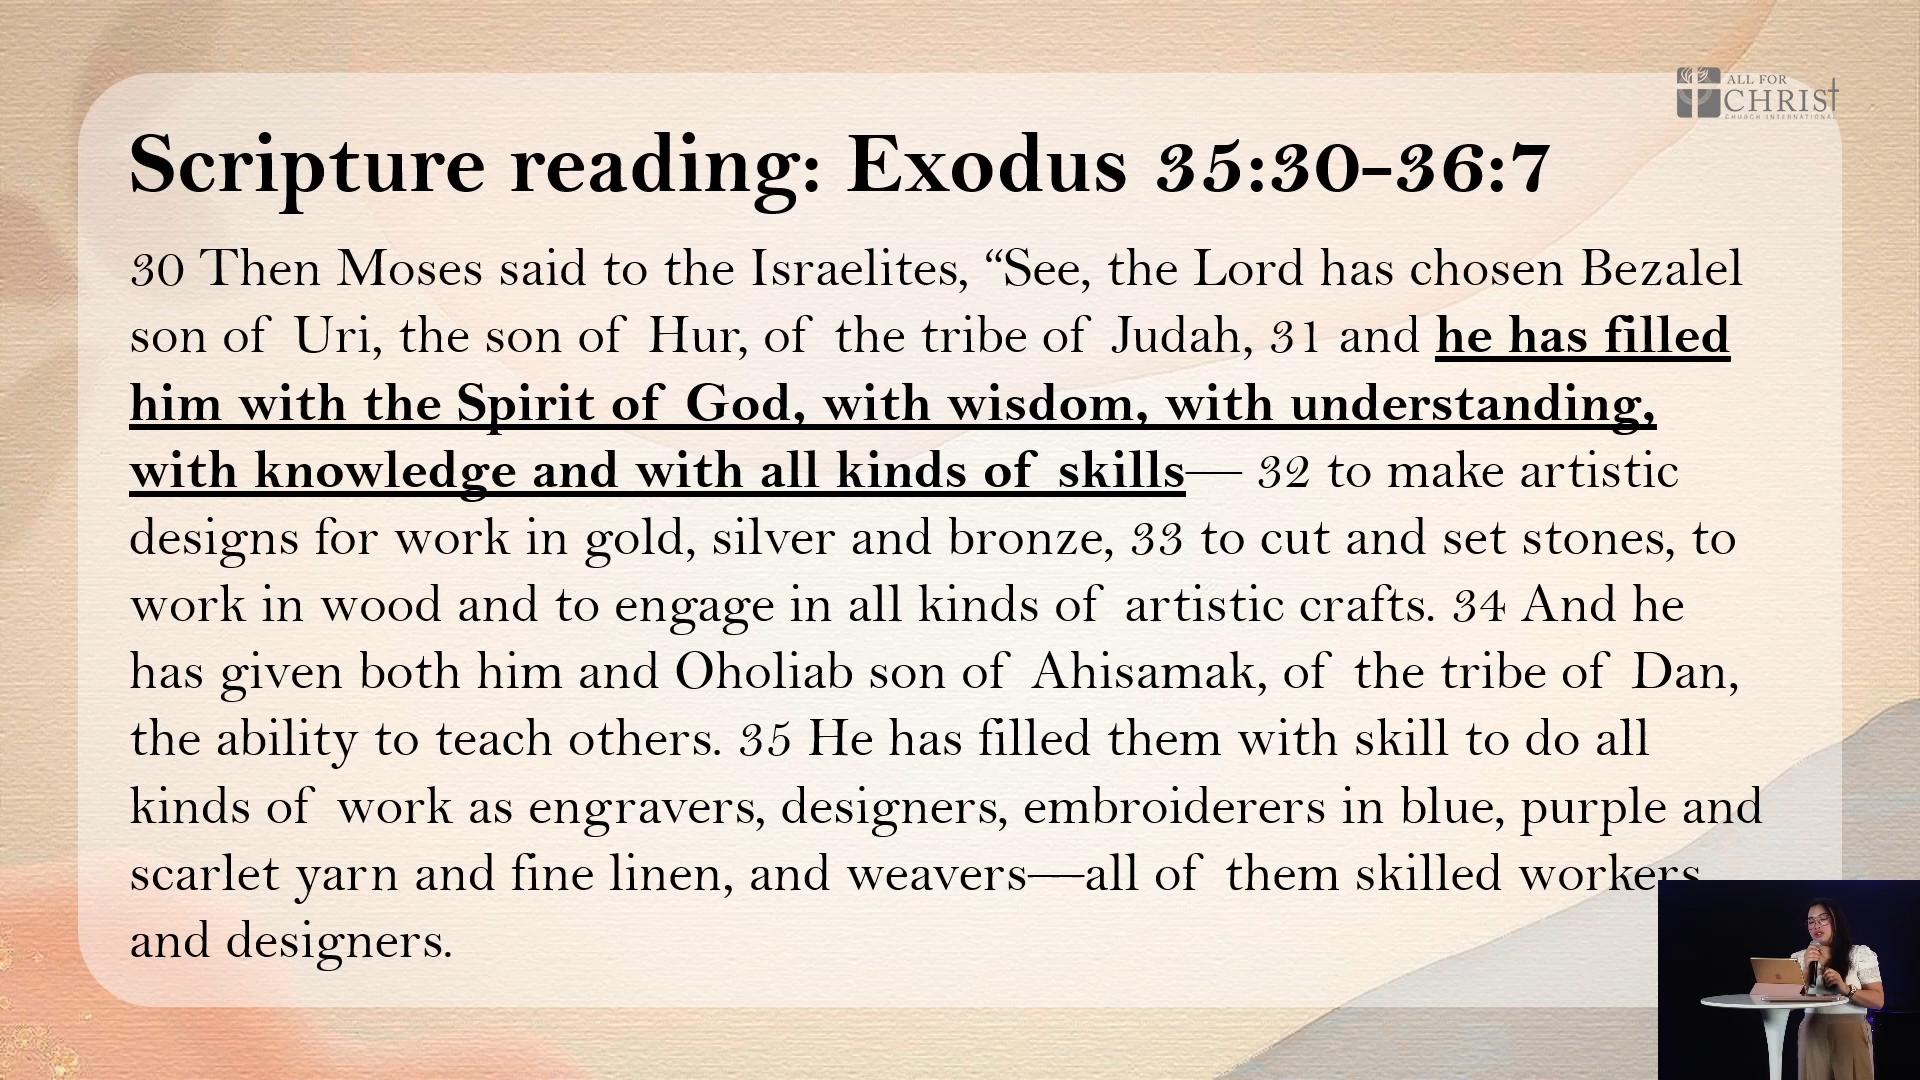 ALL FOR
CHRIST
CHURCH INTERNATIONAL
Scripture reading: Exodus 35:30-36:7
30 Then Moses said to the Israelites, “See, the Lord has chosen Bezalel
son of Uri, the son of Hur, of the tribe of Judah, 31 and he has filled
him with the Spirit of God, with wisdom, with understanding,
with knowledge and with all kinds of skills— 32 to make artistic
designs for work in gold, silver and bronze, 33 to cut and set stones, to
work in wood and to engage in all kinds of artistic crafts. 34 And he
has given both him and Oholiab son of Ahisamak, of the tribe of Dan,
the ability to teach others. 35 He has filled them with skill to do all
kinds of work as engravers, designers, embroiderers in blue, purple and
scarlet yarn and fine linen, and weavers—all of them skilled workers
and designers.